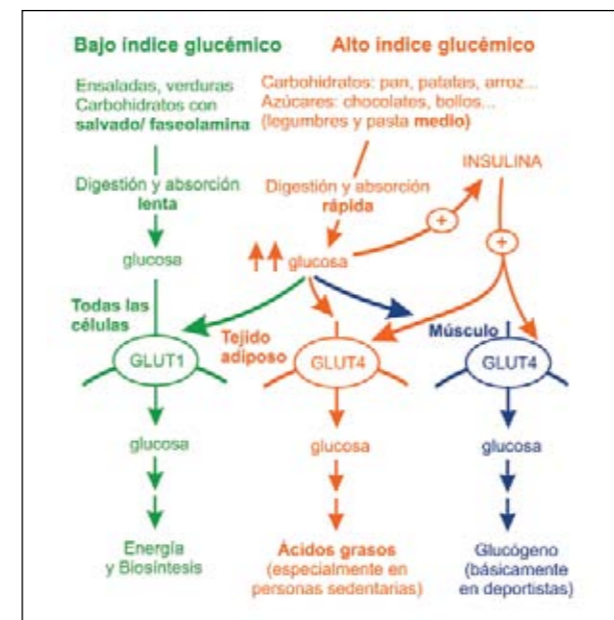 Bajo índice glucémico
Ensaladas, verduras
Carbohidratos con
salvado/ faseolamina
Digestión y absorción
lenta
glucosa
Todas las
células
GLUT1
glucosa
Energía
y Biosíntesis
Alto índice glucémico
Carbohidratos: pan, patatas, arroz...
Azúcares: chocolates, bollos...
(legumbres y pasta medio)
Digestión y absorción
rápida
glucosa
INSULINA
+
+
Tejido
adiposo
GLUT4
glucosa
Ácidos grasos
(especialmente en
personas sedentarias)
Músculo
GLUT4
glucosa
Glucógeno
(básicamente
en deportistas)